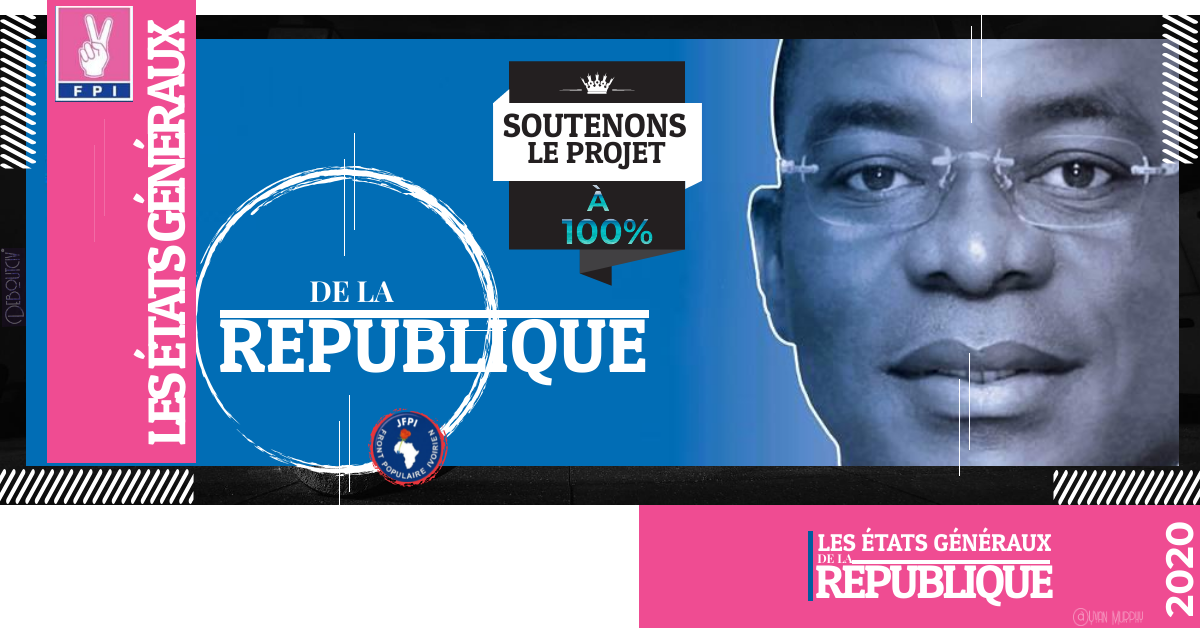 FPI
LES ÉTATS GÉNÉRAUX
SOUTENONS
LE PROJET
À
100%
DE LA
REPUBLIQUE
JFPI
FRONT POPULAIRE IVOIRIEN
LES ÉTATS GÉNÉRAUX
DE LA
REPUBLIQUE
2020